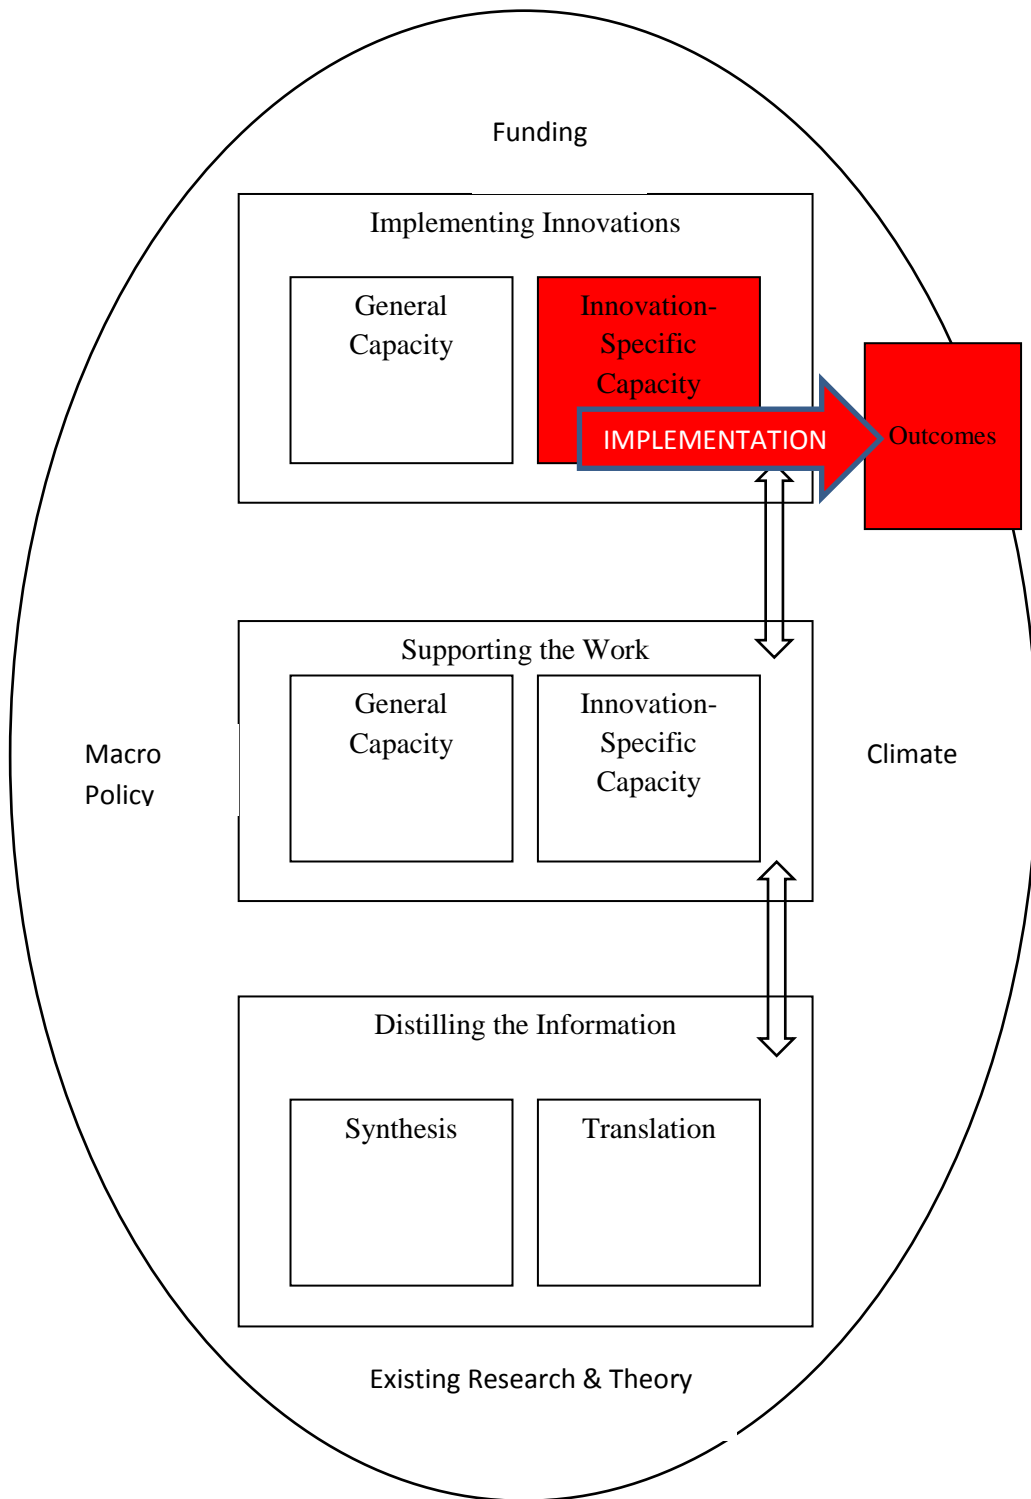 Funding
Implementing Innovations
General
Capacity
Innovation-
Specific
Capacity
IMPLEMENTATION
Outcomes
Supporting the Work
General
Capacity
Innovation-
Specific
Capacity
Macro
Policy
Climate
Distilling the Information
Synthesis
Translation
Existing Research & Theory